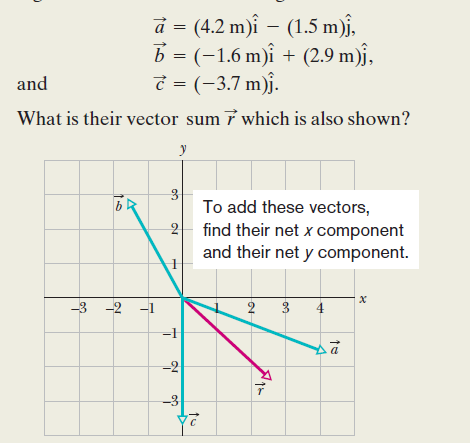 a⃗ = (4.2 m)î − (1.5 m)ĵ,
b⃗ = (−1.6 m)î + (2.9 m)ĵ,
and c⃗ = (−3.7 m)ĵ.
What is their vector sum r⃗ which is also shown?
y
3
b⃗
2
1
To add these vectors,
find their net x component
and their net y component.
−3 −2 −1 1 2 3 4 x
−1
a⃗
−2
r⃗
−3
c⃗